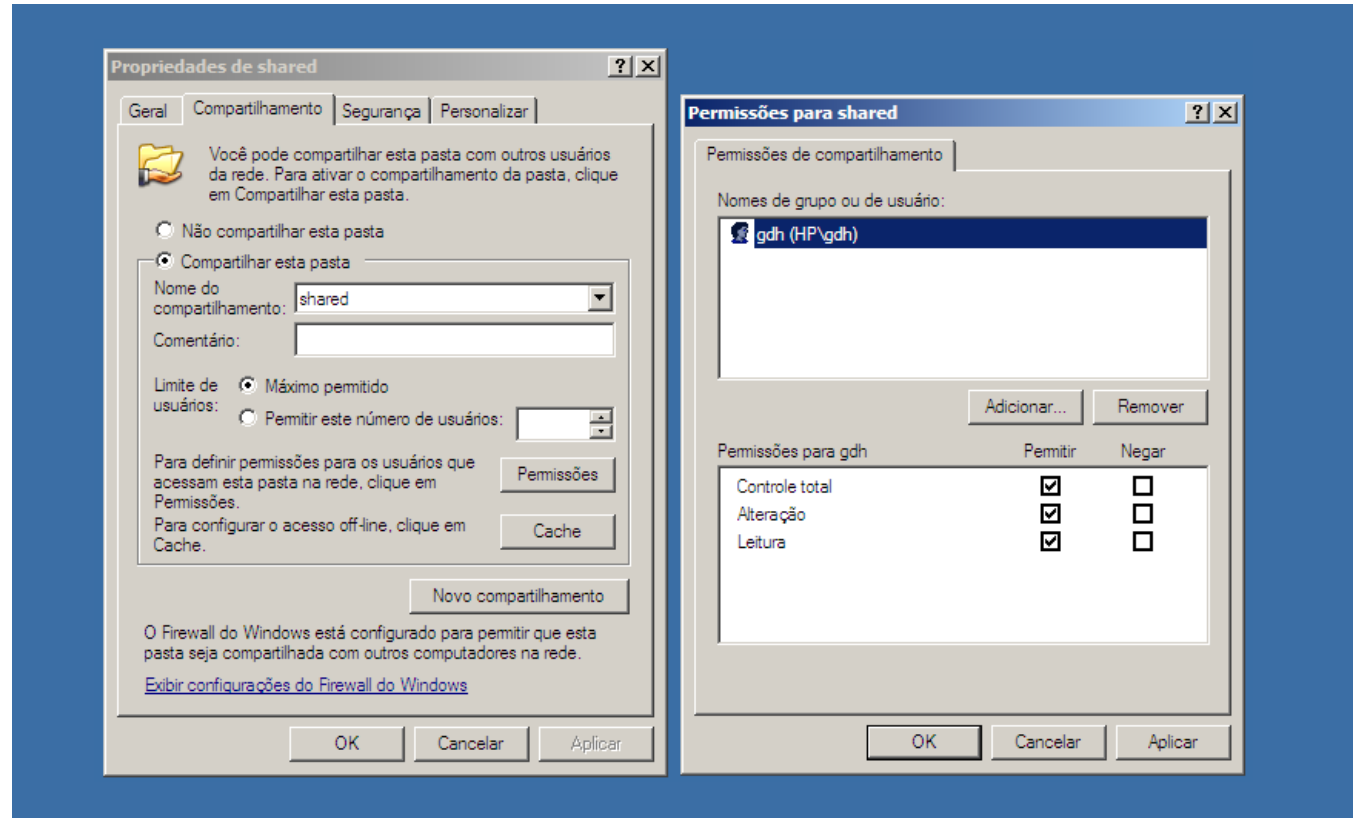 Propriedades de shared
Geral Compartilhamento Segurança Personalizar
Você pode compartilhar esta pasta com outros usuários
da rede. Para ativar o compartilhamento da pasta, clique
em Compartilhar esta pasta.
Não compartilhar esta pasta
Compartilhar esta pasta
Nome do
compartilhamento:
shared
Comentário:
Limite de
usuários:
Máximo permitido
Permitir este número de usuários:
Para definir permissões para os usuários que
acessam esta pasta na rede, clique em
Permissões.
Permissões
Para configurar o acesso off-line, clique em
Cache.
Cache
Novo compartilhamento
O Firewall do Windows está configurado para permitir que esta
pasta seja compartilhada com outros computadores na rede.
Exibir configurações do Firewall do Windows
OK Cancelar Aplicar
Permissões para shared
Permissões de compartilhamento
Nomes de grupo ou de usuário:
gdh (HP\gdh)
Adicionar... Remover
Permissões para gdh Permitir Negar
Controle total
Alteração
Leitura
OK Cancelar Aplicar